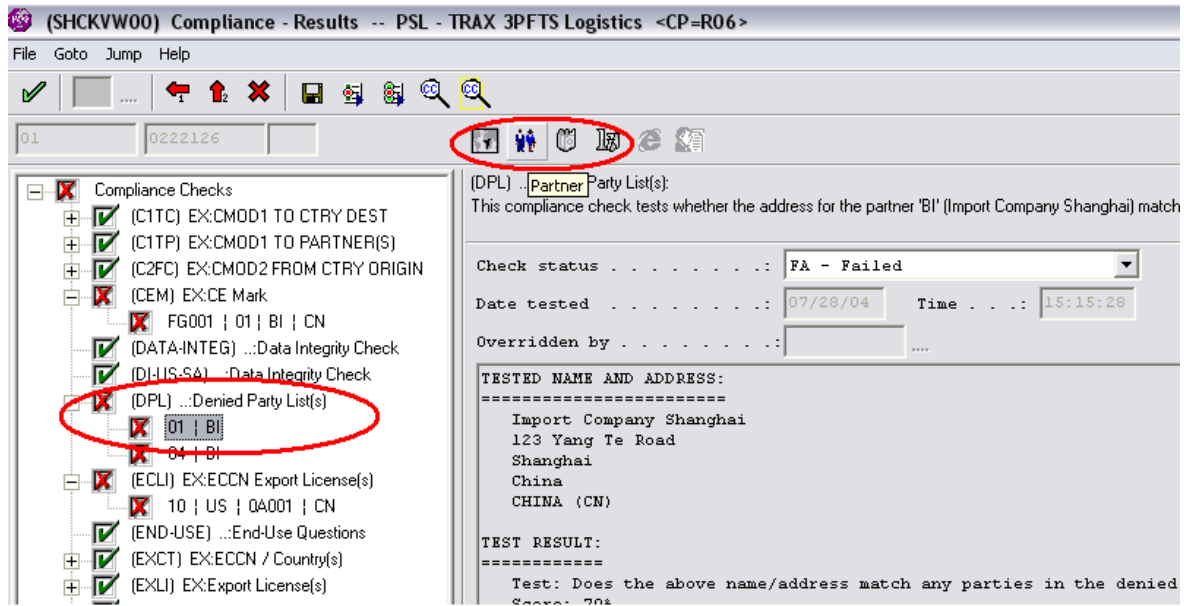 (SHCKVW00) Compliance - Results -- PSL - TRAX 3PFTS Logistics <CP=R06>
File Goto Jump Help
01 0222126
Compliance Checks
(C1TC) EX:CMOD1 TO CTRY DEST
(C1TP) EX:CMOD1 TO PARTNER(S)
(C2FC) EX:CMOD2 FROM CTRY ORIGIN
(CEM) EX:CE Mark
FG001 ¦ 01 ¦ BI ¦ CN
(DATA-INTEG) ..:Data Integrity Check
(DI-US-SA) ..:Data Integrity Check
(DPL) ..:Denied Party List(s)
01 ¦ BI
04 ¦ BI
(ECLI) EX:ECCN Export License(s)
10 ¦ US ¦ 0A001 ¦ CN
(END-USE) ..:End-Use Questions
(EXCT) EX:ECCN / Country(s)
(EXLI) EX:Export License(s)
(DPL) .. Party List(s):
Partner
This compliance check tests whether the address for the partner 'BI' (Import Company Shanghai) match
Check status . . . . . . . .: FA - Failed
Date tested . . . . . . . .: 07/28/04 Time . . .: 15:15:28
Overridden by . . . . . . . .: ....
TESTED NAME AND ADDRESS:
========================
Import Company Shanghai
123 Yang Te Road
Shanghai
China
CHINA (CN)
TEST RESULT:
============
Test: Does the above name/address match any parties in the denied
Score: 70%